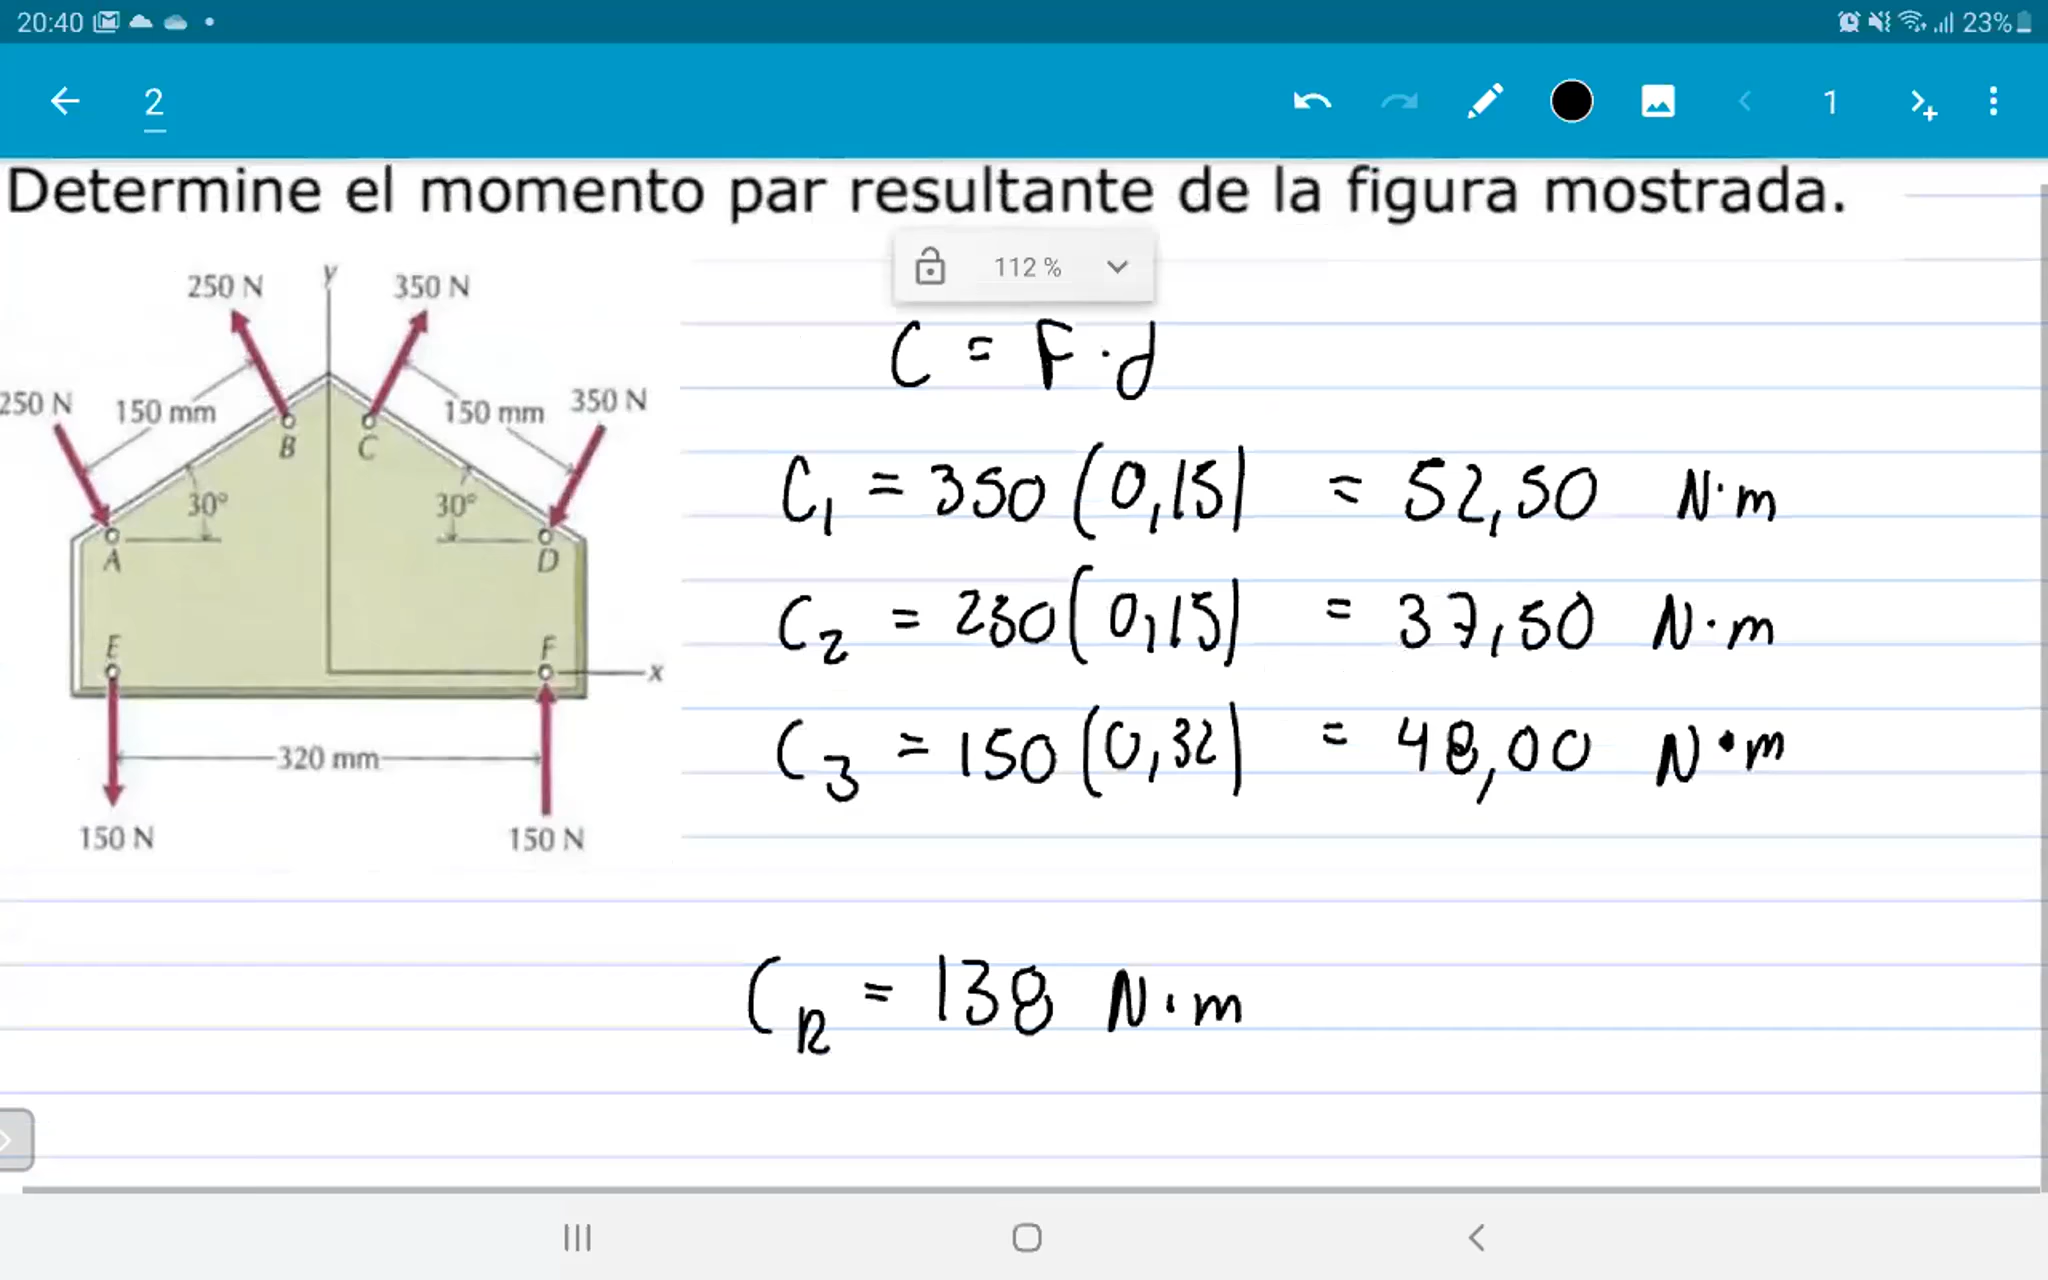 20:40 23%
2 1
Determine el momento par resultante de la figura mostrada.
112 %
250 N y 350 N
250 N 150 mm 150 mm 350 N
B C
30° 30°
A D
E F
x
320 mm
150 N 150 N
C = F · d
C₁ = 350 (0,15) = 52,50 N·m
C₂ = 250 (0,15) = 37,50 N·m
C₃ = 150 (0,32) = 48,00 N·m
C_R = 138 N·m